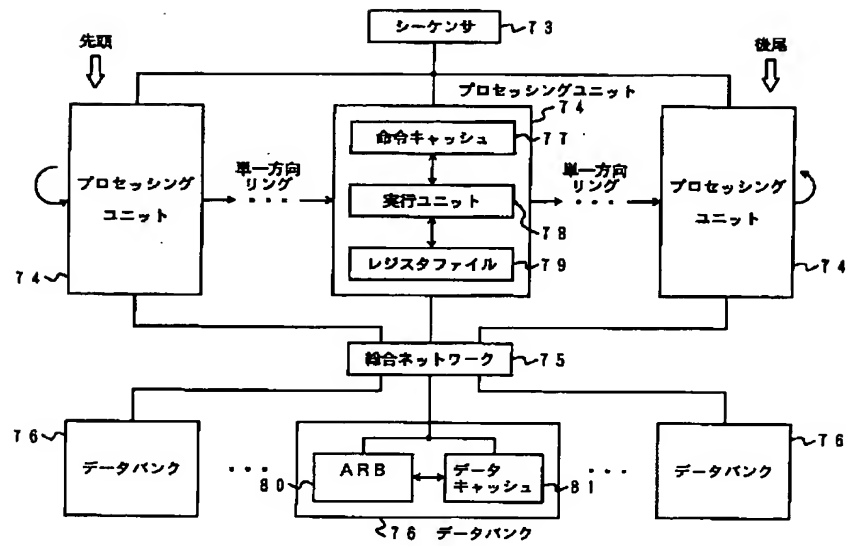 シーケンサ
７３
先頭
後尾
プロセッシングユニット
７４
命令キャッシュ
７７
単一方向
リング
・・・
実行ユニット
７８
レジスタファイル
７９
単一方向
リング
・・・
プロセッシング
ユニット
７４
プロセッシング
ユニット
７４
総合ネットワーク
７５
７６
データバンク
・・・
８０
ＡＲＢ
データ
キャッシュ
８１
７６ データバンク
・・・
７６
データバンク